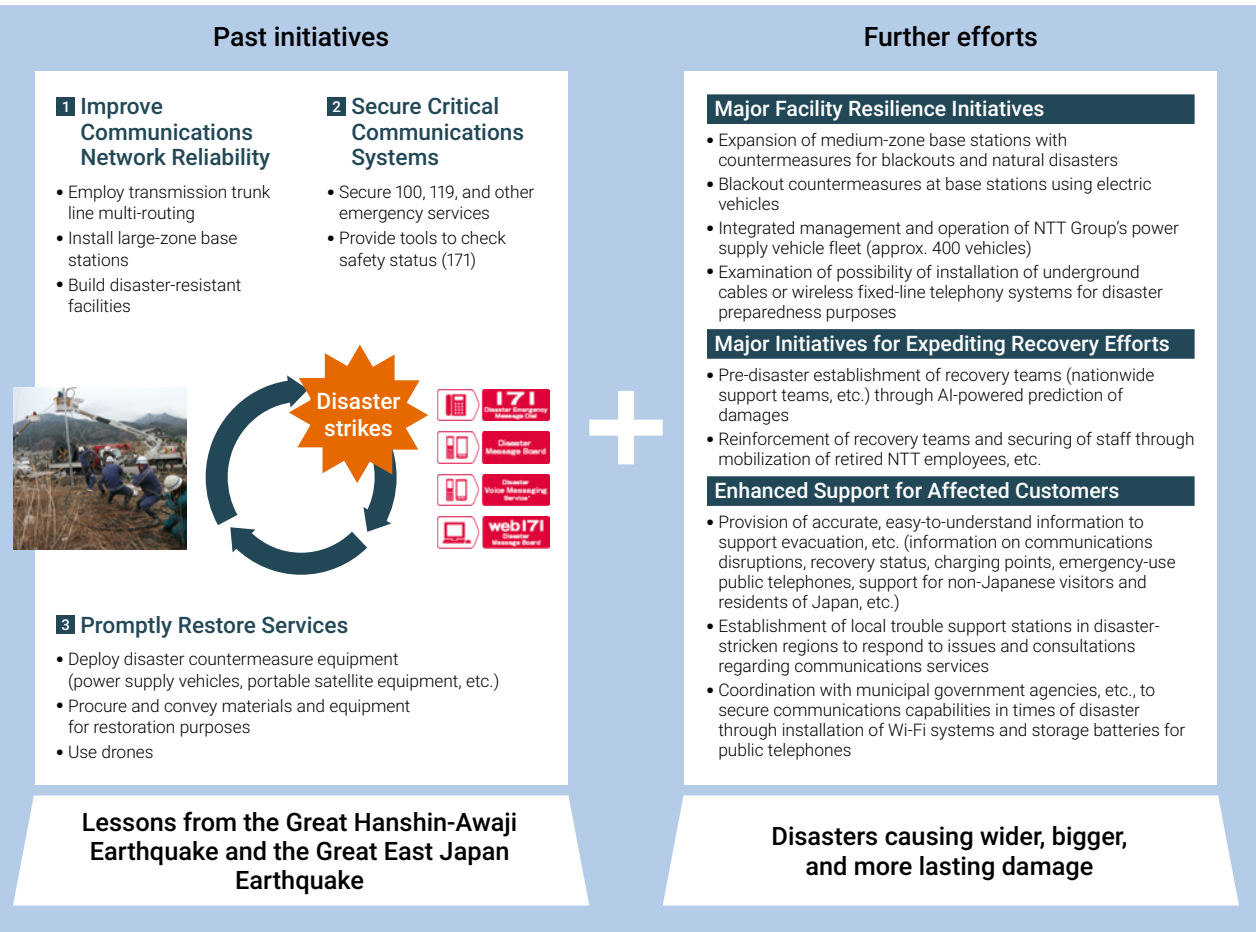 Past initiatives
1 Improve
Communications
Network Reliability
• Employ transmission trunk
line multi-routing
• Install large-zone base
stations
• Build disaster-resistant
facilities
2 Secure Critical
Communications
Systems
• Secure 100, 119, and other
emergency services
• Provide tools to check
safety status (171)
Disaster
strikes
171
Disaster Emergency
Message Dial
Disaster
Message Board
Disaster
Voice Messaging
Service*
web171
Disaster
Message Board
3 Promptly Restore Services
• Deploy disaster countermeasure equipment
(power supply vehicles, portable satellite equipment, etc.)
• Procure and convey materials and equipment
for restoration purposes
• Use drones
Lessons from the Great Hanshin-Awaji
Earthquake and the Great East Japan
Earthquake
+
Further efforts
Major Facility Resilience Initiatives
• Expansion of medium-zone base stations with
countermeasures for blackouts and natural disasters
• Blackout countermeasures at base stations using electric
vehicles
• Integrated management and operation of NTT Group's power
supply vehicle fleet (approx. 400 vehicles)
• Examination of possibility of installation of underground
cables or wireless fixed-line telephony systems for disaster
preparedness purposes
Major Initiatives for Expediting Recovery Efforts
• Pre-disaster establishment of recovery teams (nationwide
support teams, etc.) through AI-powered prediction of
damages
• Reinforcement of recovery teams and securing of staff through
mobilization of retired NTT employees, etc.
Enhanced Support for Affected Customers
• Provision of accurate, easy-to-understand information to
support evacuation, etc. (information on communications
disruptions, recovery status, charging points, emergency-use
public telephones, support for non-Japanese visitors and
residents of Japan, etc.)
• Establishment of local trouble support stations in disaster-
stricken regions to respond to issues and consultations
regarding communications services
• Coordination with municipal government agencies, etc., to
secure communications capabilities in times of disaster
through installation of Wi-Fi systems and storage batteries for
public telephones
Disasters causing wider, bigger,
and more lasting damage